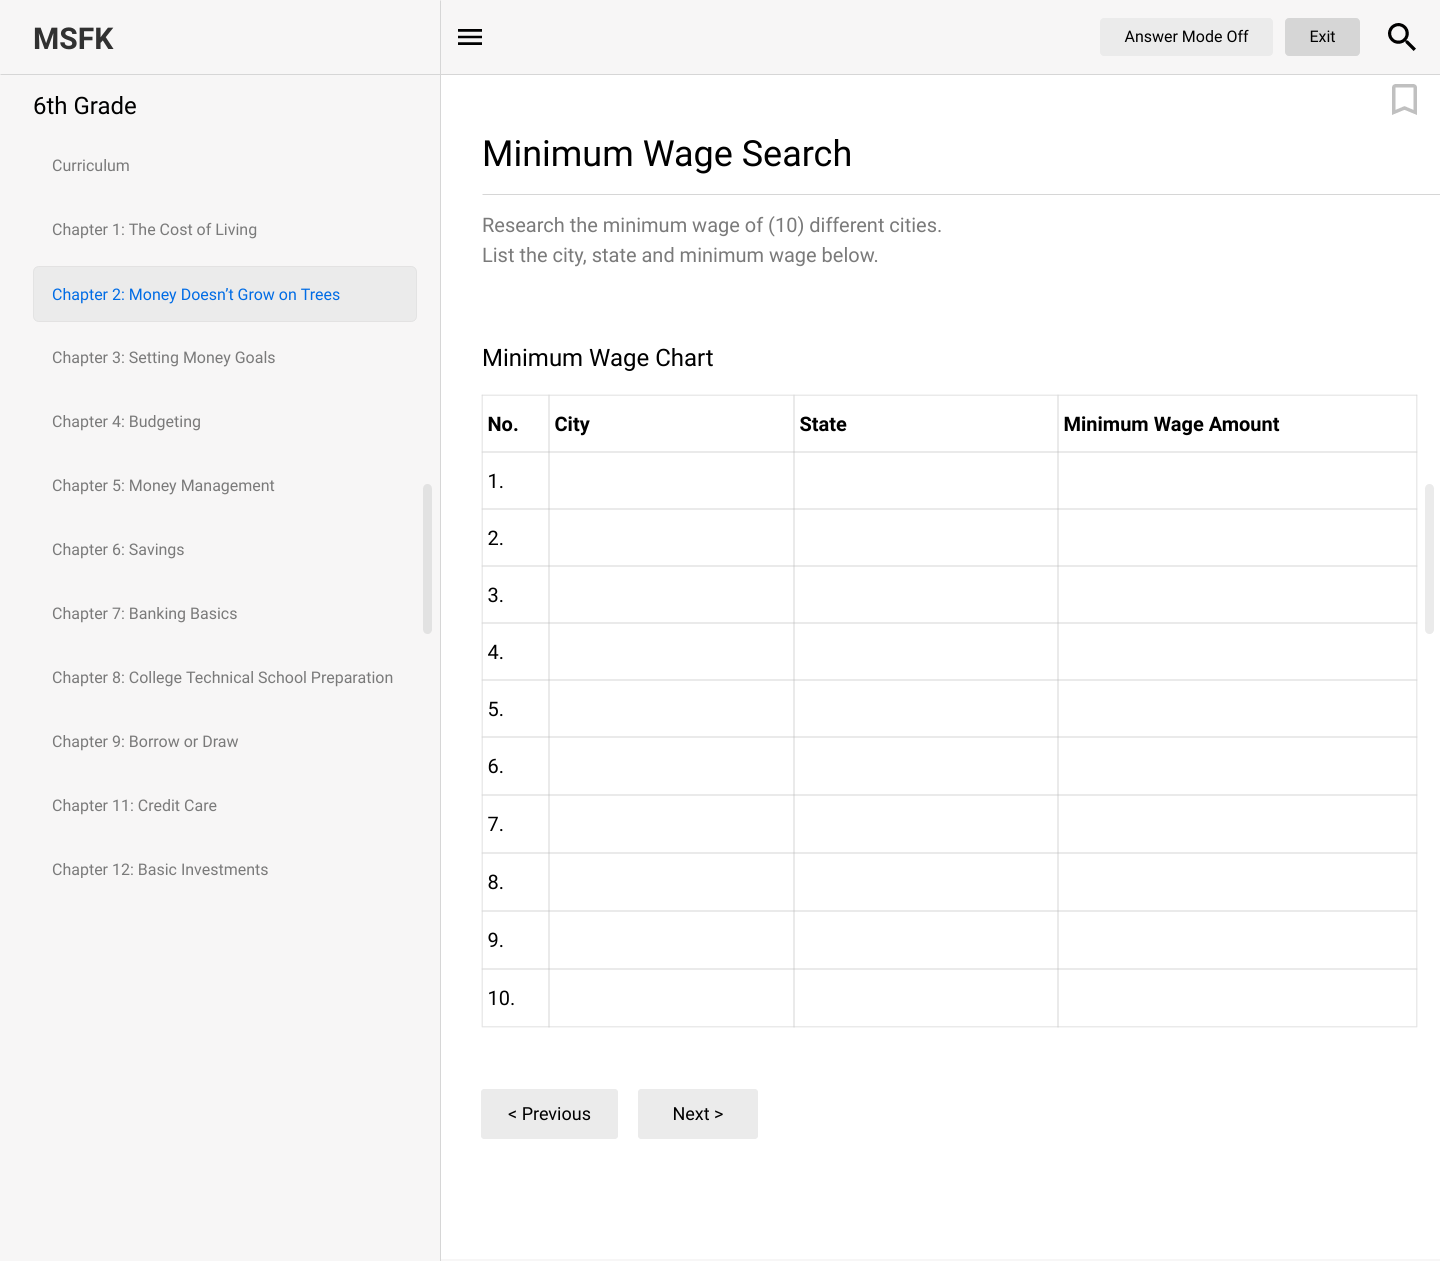 MSFK
Answer Mode Off
Exit
6th Grade
Curriculum
Chapter 1: The Cost of Living
Chapter 2: Money Doesn’t Grow on Trees
Chapter 3: Setting Money Goals
Chapter 4: Budgeting
Chapter 5: Money Management
Chapter 6: Savings
Chapter 7: Banking Basics
Chapter 8: College Technical School Preparation
Chapter 9: Borrow or Draw
Chapter 11: Credit Care
Chapter 12: Basic Investments
Minimum Wage Search
Research the minimum wage of (10) different cities.
List the city, state and minimum wage below.
Minimum Wage Chart
No. City State Minimum Wage Amount
1.
2.
3.
4.
5.
6.
7.
8.
9.
10.
< Previous
Next >